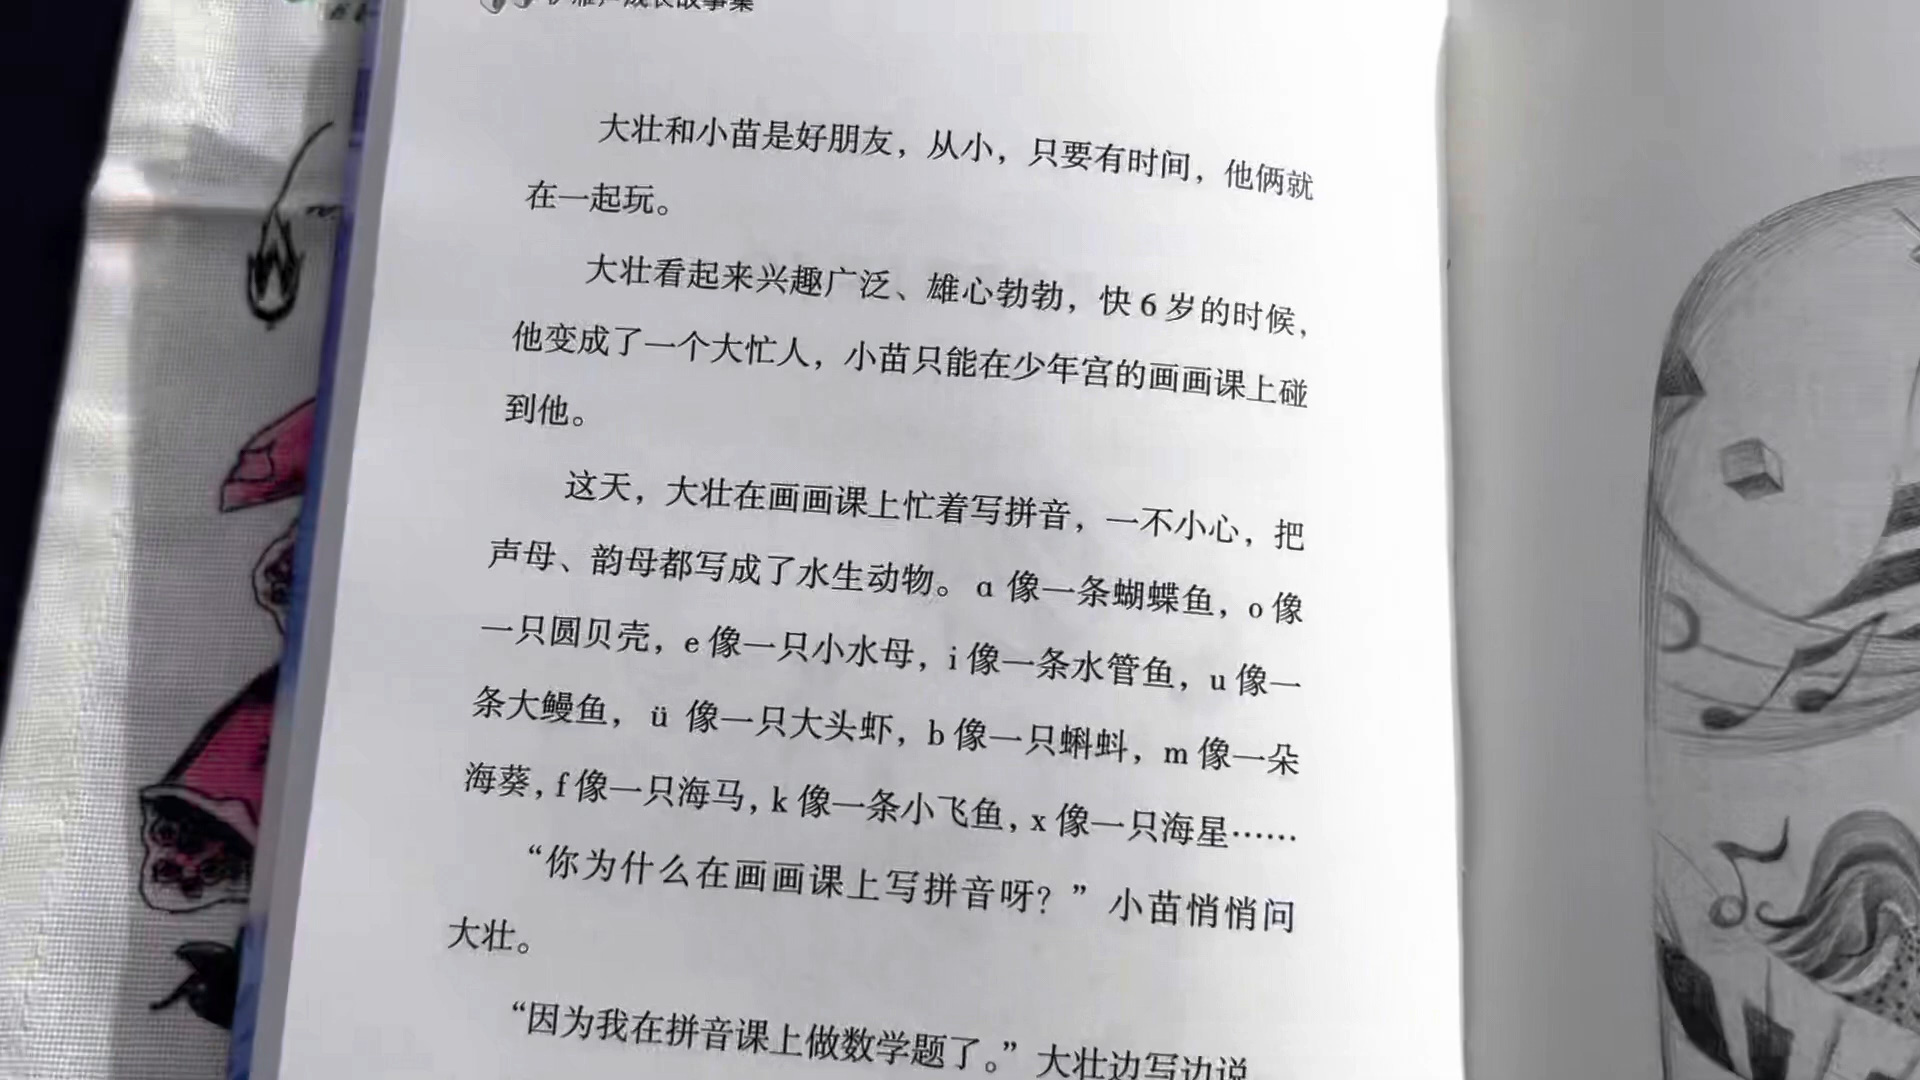 成长故事集
大壮和小苗是好朋友，从小，只要有时间，他俩就
在一起玩。
大壮看起来兴趣广泛、雄心勃勃，快6岁的时候，
他变成了一个大忙人，小苗只能在少年宫的画画课上碰
到他。
这天，大壮在画画课上忙着写拼音，一不小心，把
声母、韵母都写成了水生动物。ɑ 像一条蝴蝶鱼，o 像
一只圆贝壳，e 像一只小水母，i 像一条水管鱼，u 像一
条大鳗鱼，ü 像一只大头虾，b 像一只蝌蚪，m 像一朵
海葵，f 像一只海马，k 像一条小飞鱼，x 像一只海星……
“你为什么在画画课上写拼音呀？”小苗悄悄问
大壮。
“因为我在拼音课上做数学题了。”大壮边写边说